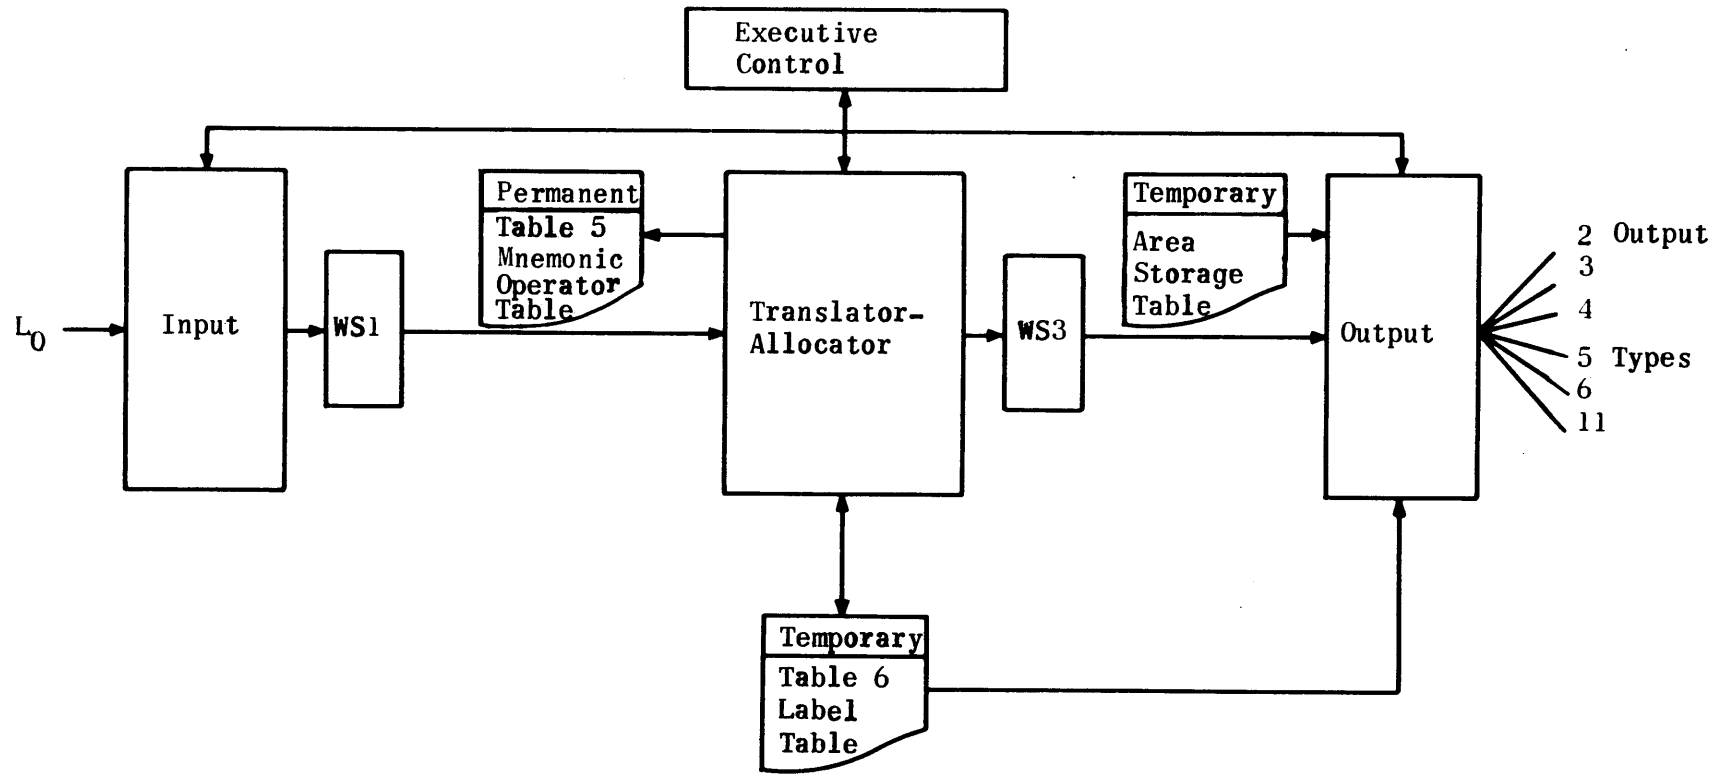 Executive
Control
Permanent
Table 5
Mnemonic
Operator
Table
Temporary
Area
Storage
Table
L0
Input
WS1
Translator-
Allocator
WS3
Output
2 Output
3
4
5 Types
6
11
Temporary
Table 6
Label
Table